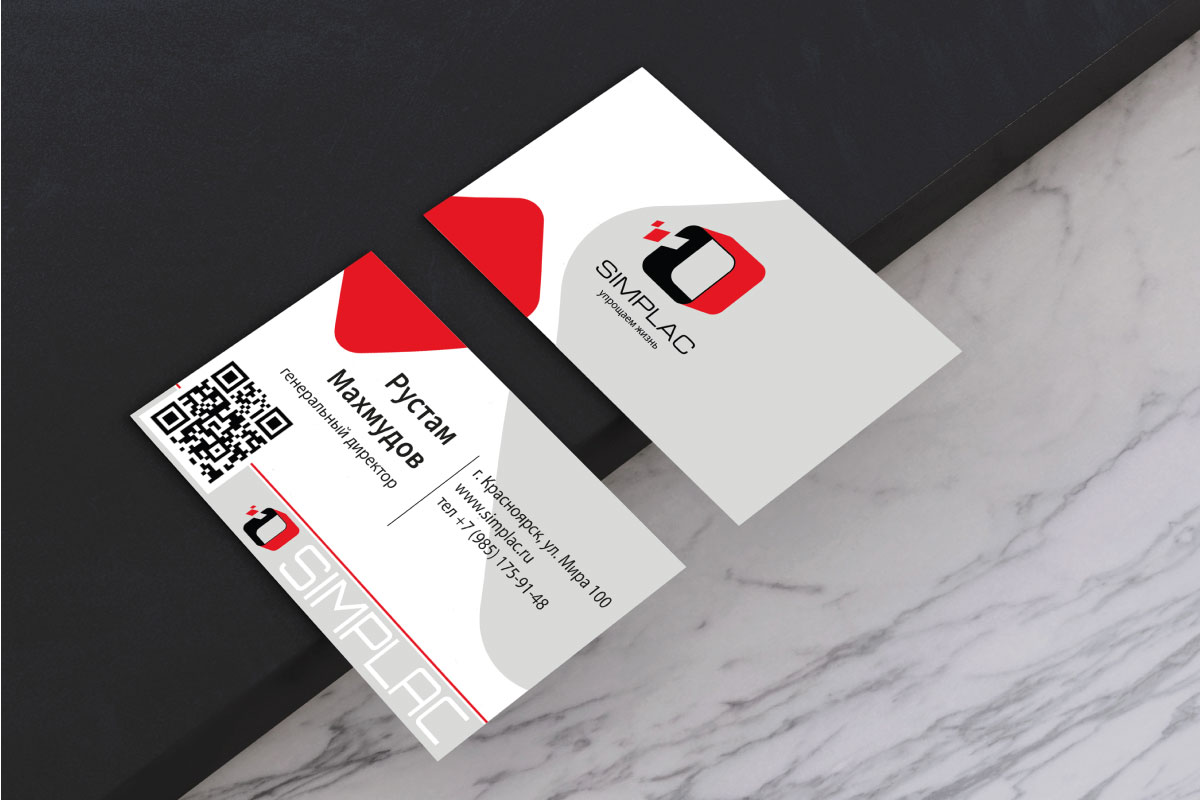 SIMPLAC
упрощаем жизнь
Рустам
Махмудов
генеральный директор
г. Красноярск, ул. Мира 100
www.simplac.ru
тел +7 (985) 175-91-48
SIMPLAC